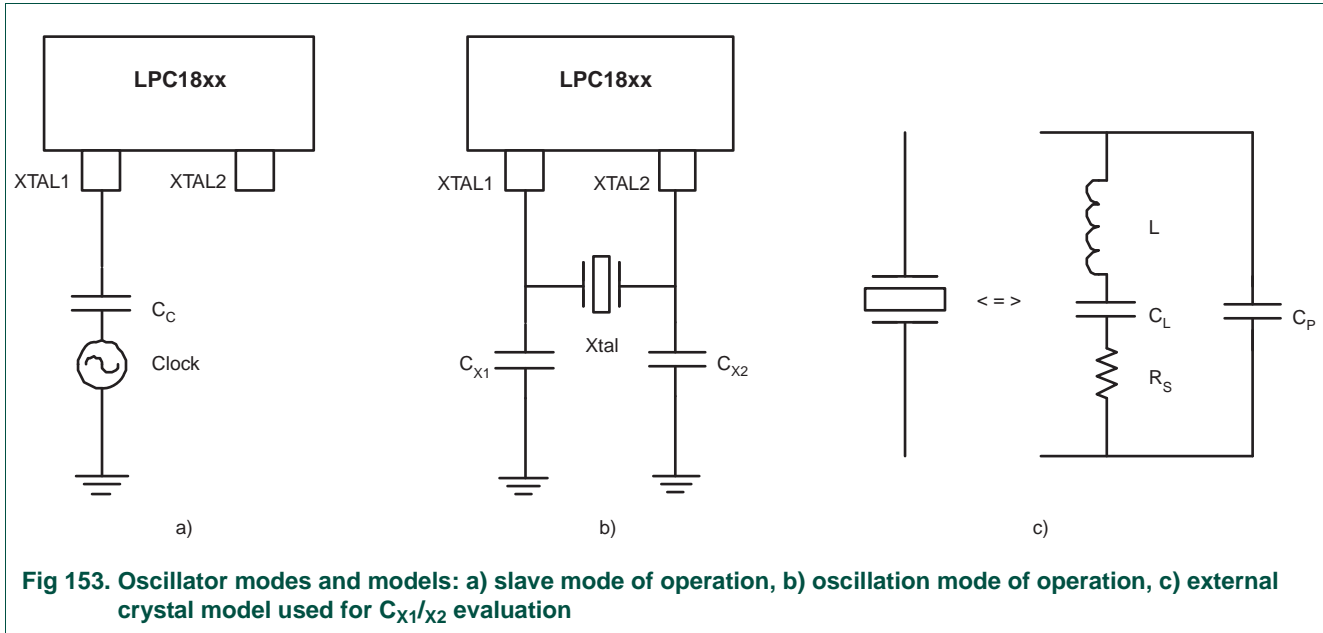 LPC18xx
XTAL1
XTAL2
C_C
Clock
a)
LPC18xx
XTAL1
XTAL2
Xtal
C_X1
C_X2
b)
< = >
L
C_L
R_S
C_P
c)
Fig 153. Oscillator modes and models: a) slave mode of operation, b) oscillation mode of operation, c) external
crystal model used for C_X1/X2 evaluation